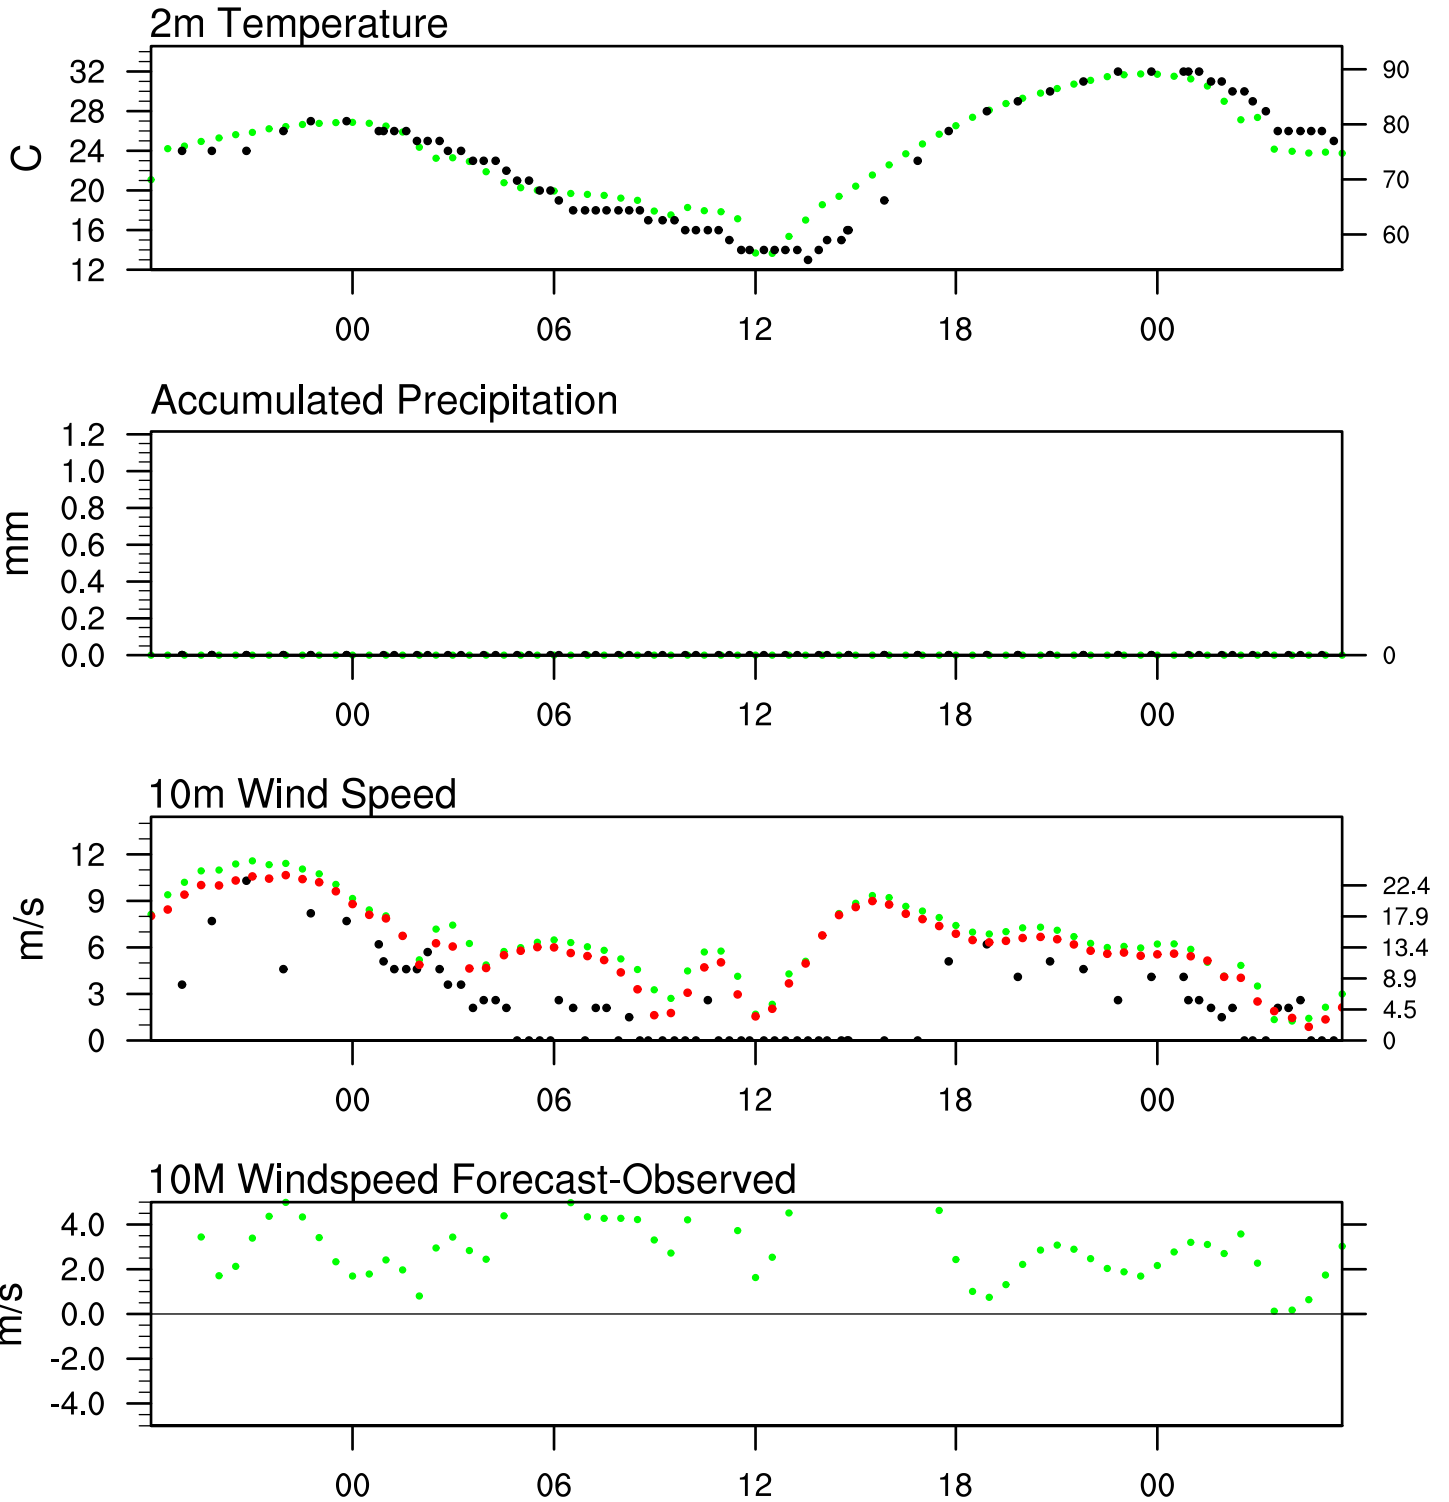 2m Temperature
C
32
28
24
20
16
12
90
80
70
60
00 06 12 18 00
Accumulated Precipitation
mm
1.2
1.0
0.8
0.6
0.4
0.2
0.0
0
00 06 12 18 00
10m Wind Speed
m/s
12
9
6
3
0
22.4
17.9
13.4
8.9
4.5
0
00 06 12 18 00
10M Windspeed Forecast-Observed
m/s
4.0
2.0
0.0
-2.0
-4.0
00 06 12 18 00